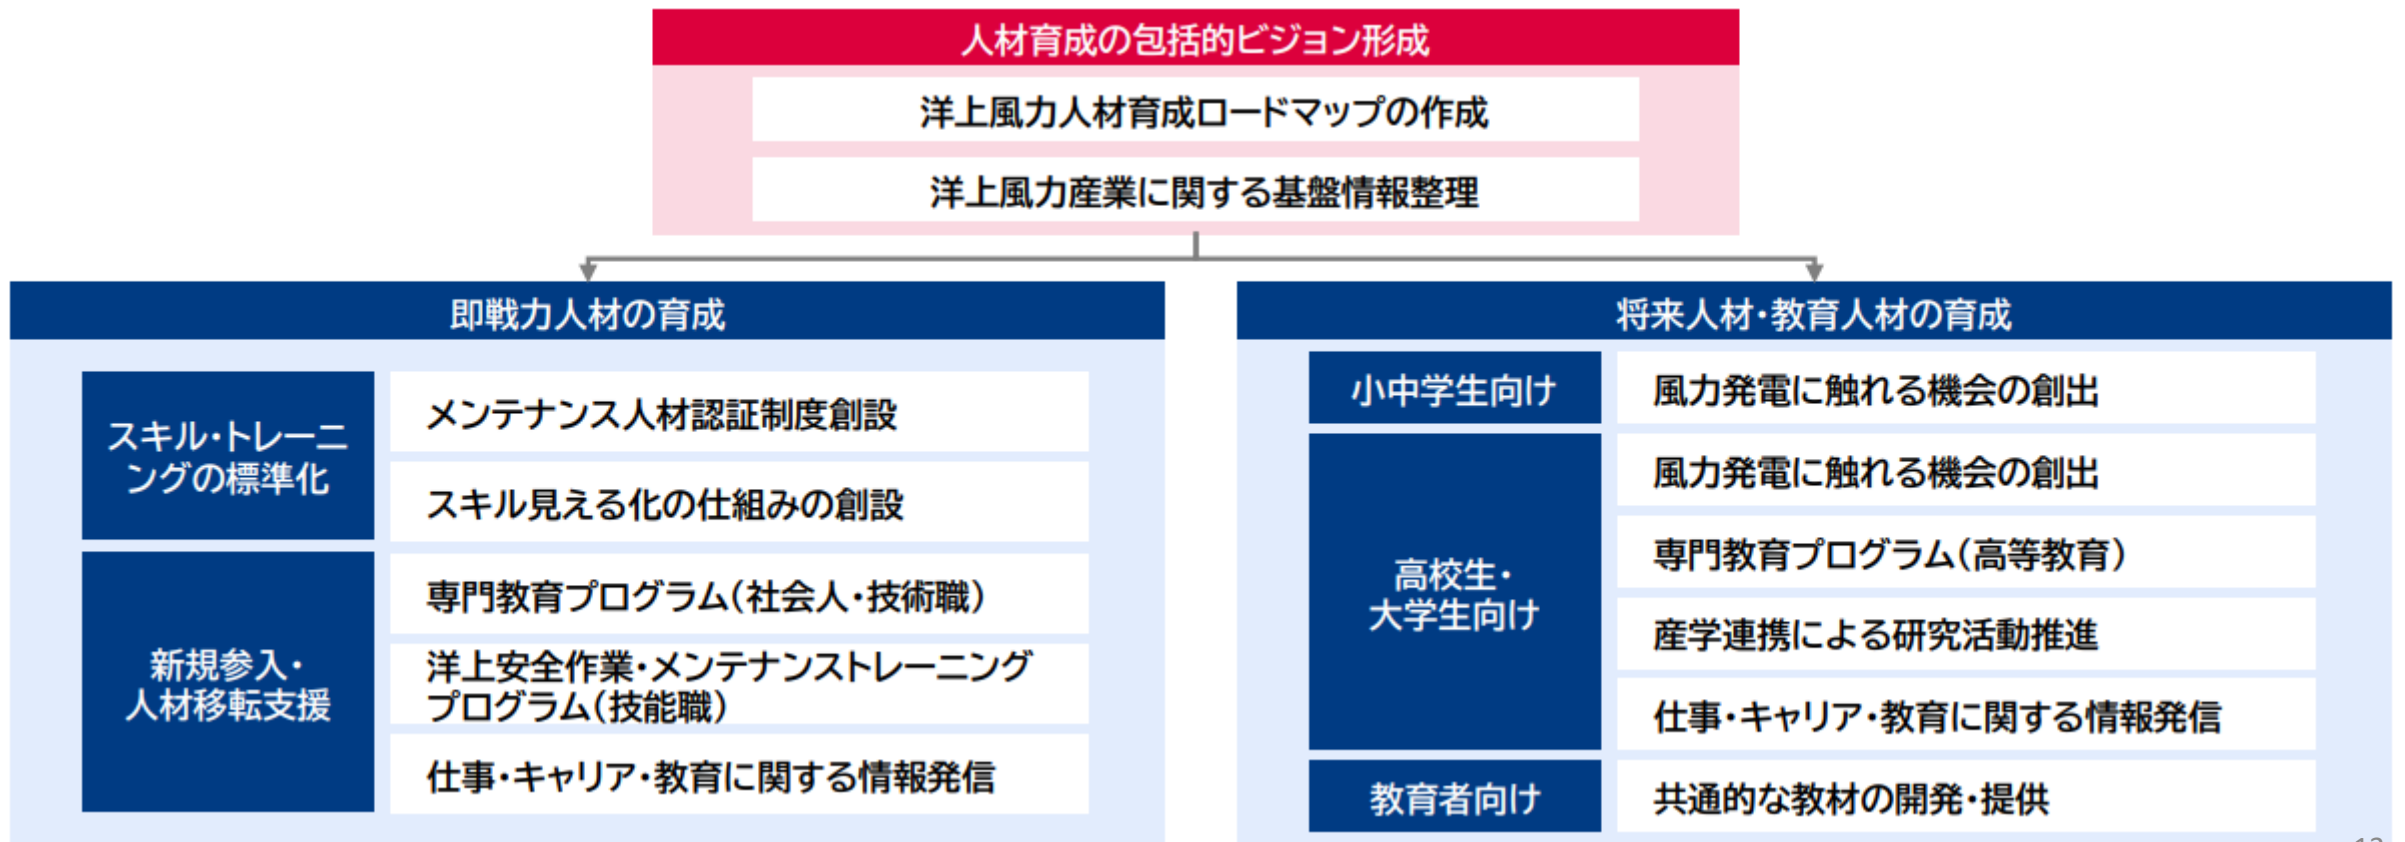 人材育成の包括的ビジョン形成
洋上風力人材育成ロードマップの作成
洋上風力産業に関する基盤情報整理
即戦力人材の育成
スキル・トレーニ
ングの標準化
メンテナンス人材認証制度創設
スキル見える化の仕組みの創設
新規参入・
人材移転支援
専門教育プログラム(社会人・技術職)
洋上安全作業・メンテナンストレーニング
プログラム(技能職)
仕事・キャリア・教育に関する情報発信
将来人材・教育人材の育成
小中学生向け
風力発電に触れる機会の創出
高校生・
大学生向け
風力発電に触れる機会の創出
専門教育プログラム(高等教育)
産学連携による研究活動推進
仕事・キャリア・教育に関する情報発信
教育者向け
共通的な教材の開発・提供